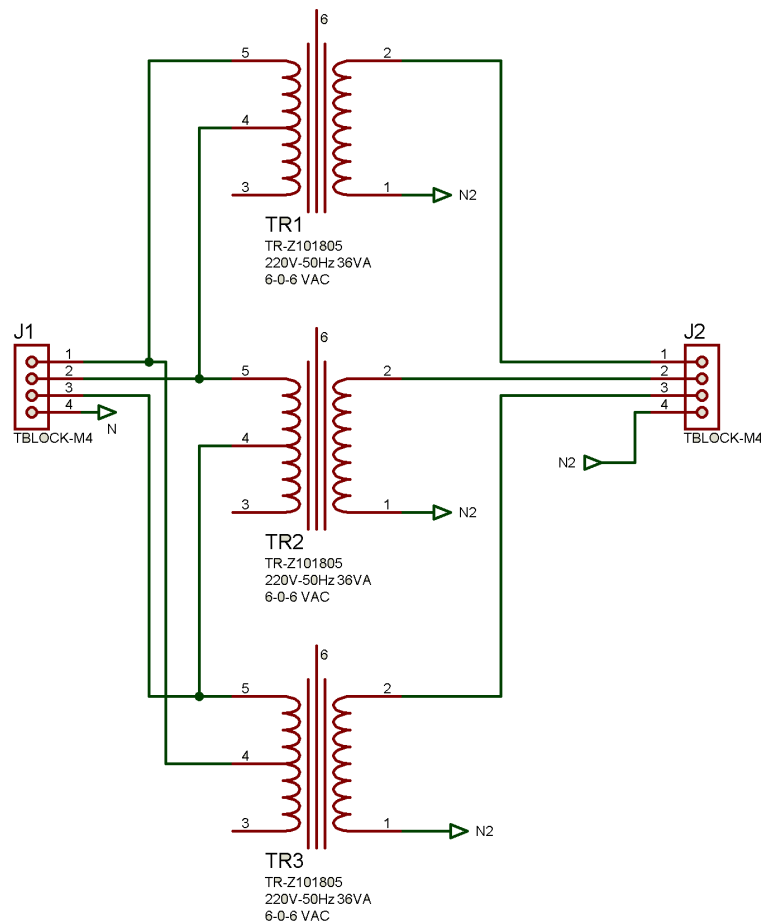 6
5
2
4
3
1
N2
TR1
TR-Z101805
220V-50Hz 36VA
6-0-6 VAC
J1
1
2
3
4
N
TBLOCK-M4
6
5
2
4
3
1
N2
TR2
TR-Z101805
220V-50Hz 36VA
6-0-6 VAC
J2
1
2
3
4
TBLOCK-M4
N2
6
5
2
4
3
1
N2
TR3
TR-Z101805
220V-50Hz 36VA
6-0-6 VAC